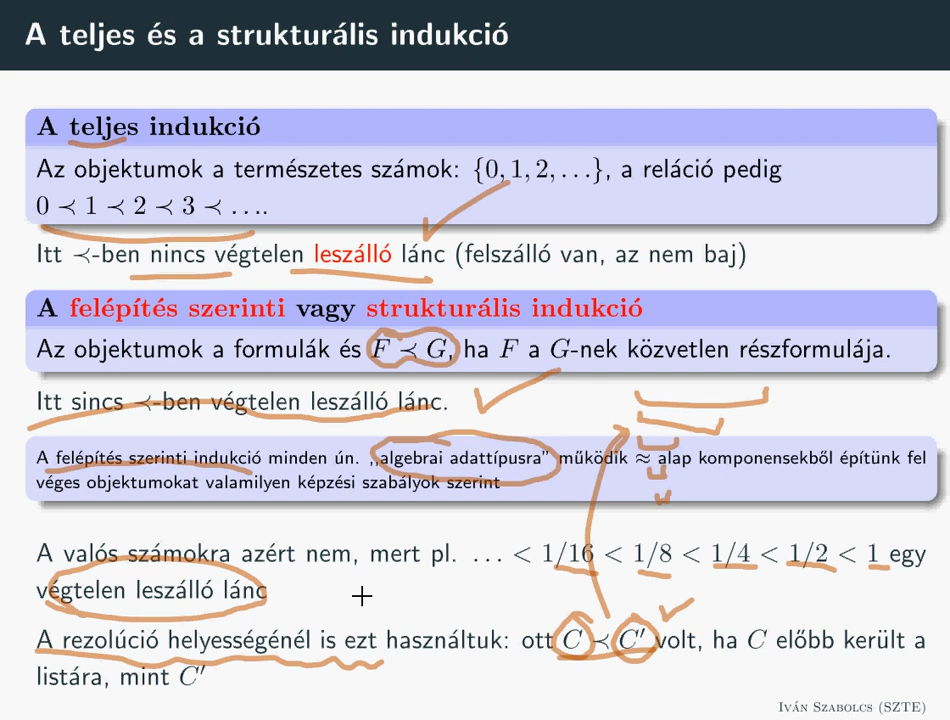 A teljes és a strukturális indukció
A teljes indukció
Az objektumok a természetes számok: {0, 1, 2, . . .}, a reláció pedig
0 ≺ 1 ≺ 2 ≺ 3 ≺ . . ..
Itt ≺-ben nincs végtelen leszálló lánc (felszálló van, az nem baj)
A felépítés szerinti vagy strukturális indukció
Az objektumok a formulák és F ≺ G, ha F a G-nek közvetlen részformulája.
Itt sincs ≺-ben végtelen leszálló lánc.
A felépítés szerinti indukció minden ún. ,,algebrai adattípusra” működik ≈ alap komponensekből építünk fel
véges objektumokat valamilyen képzési szabályok szerint
A valós számokra azért nem, mert pl. . . . < 1/16 < 1/8 < 1/4 < 1/2 < 1 egy
végtelen leszálló lánc
A rezolúció helyességénél is ezt használtuk: ott C ≺ C′ volt, ha C előbb került a
listára, mint C′
Iván Szabolcs (SZTE)